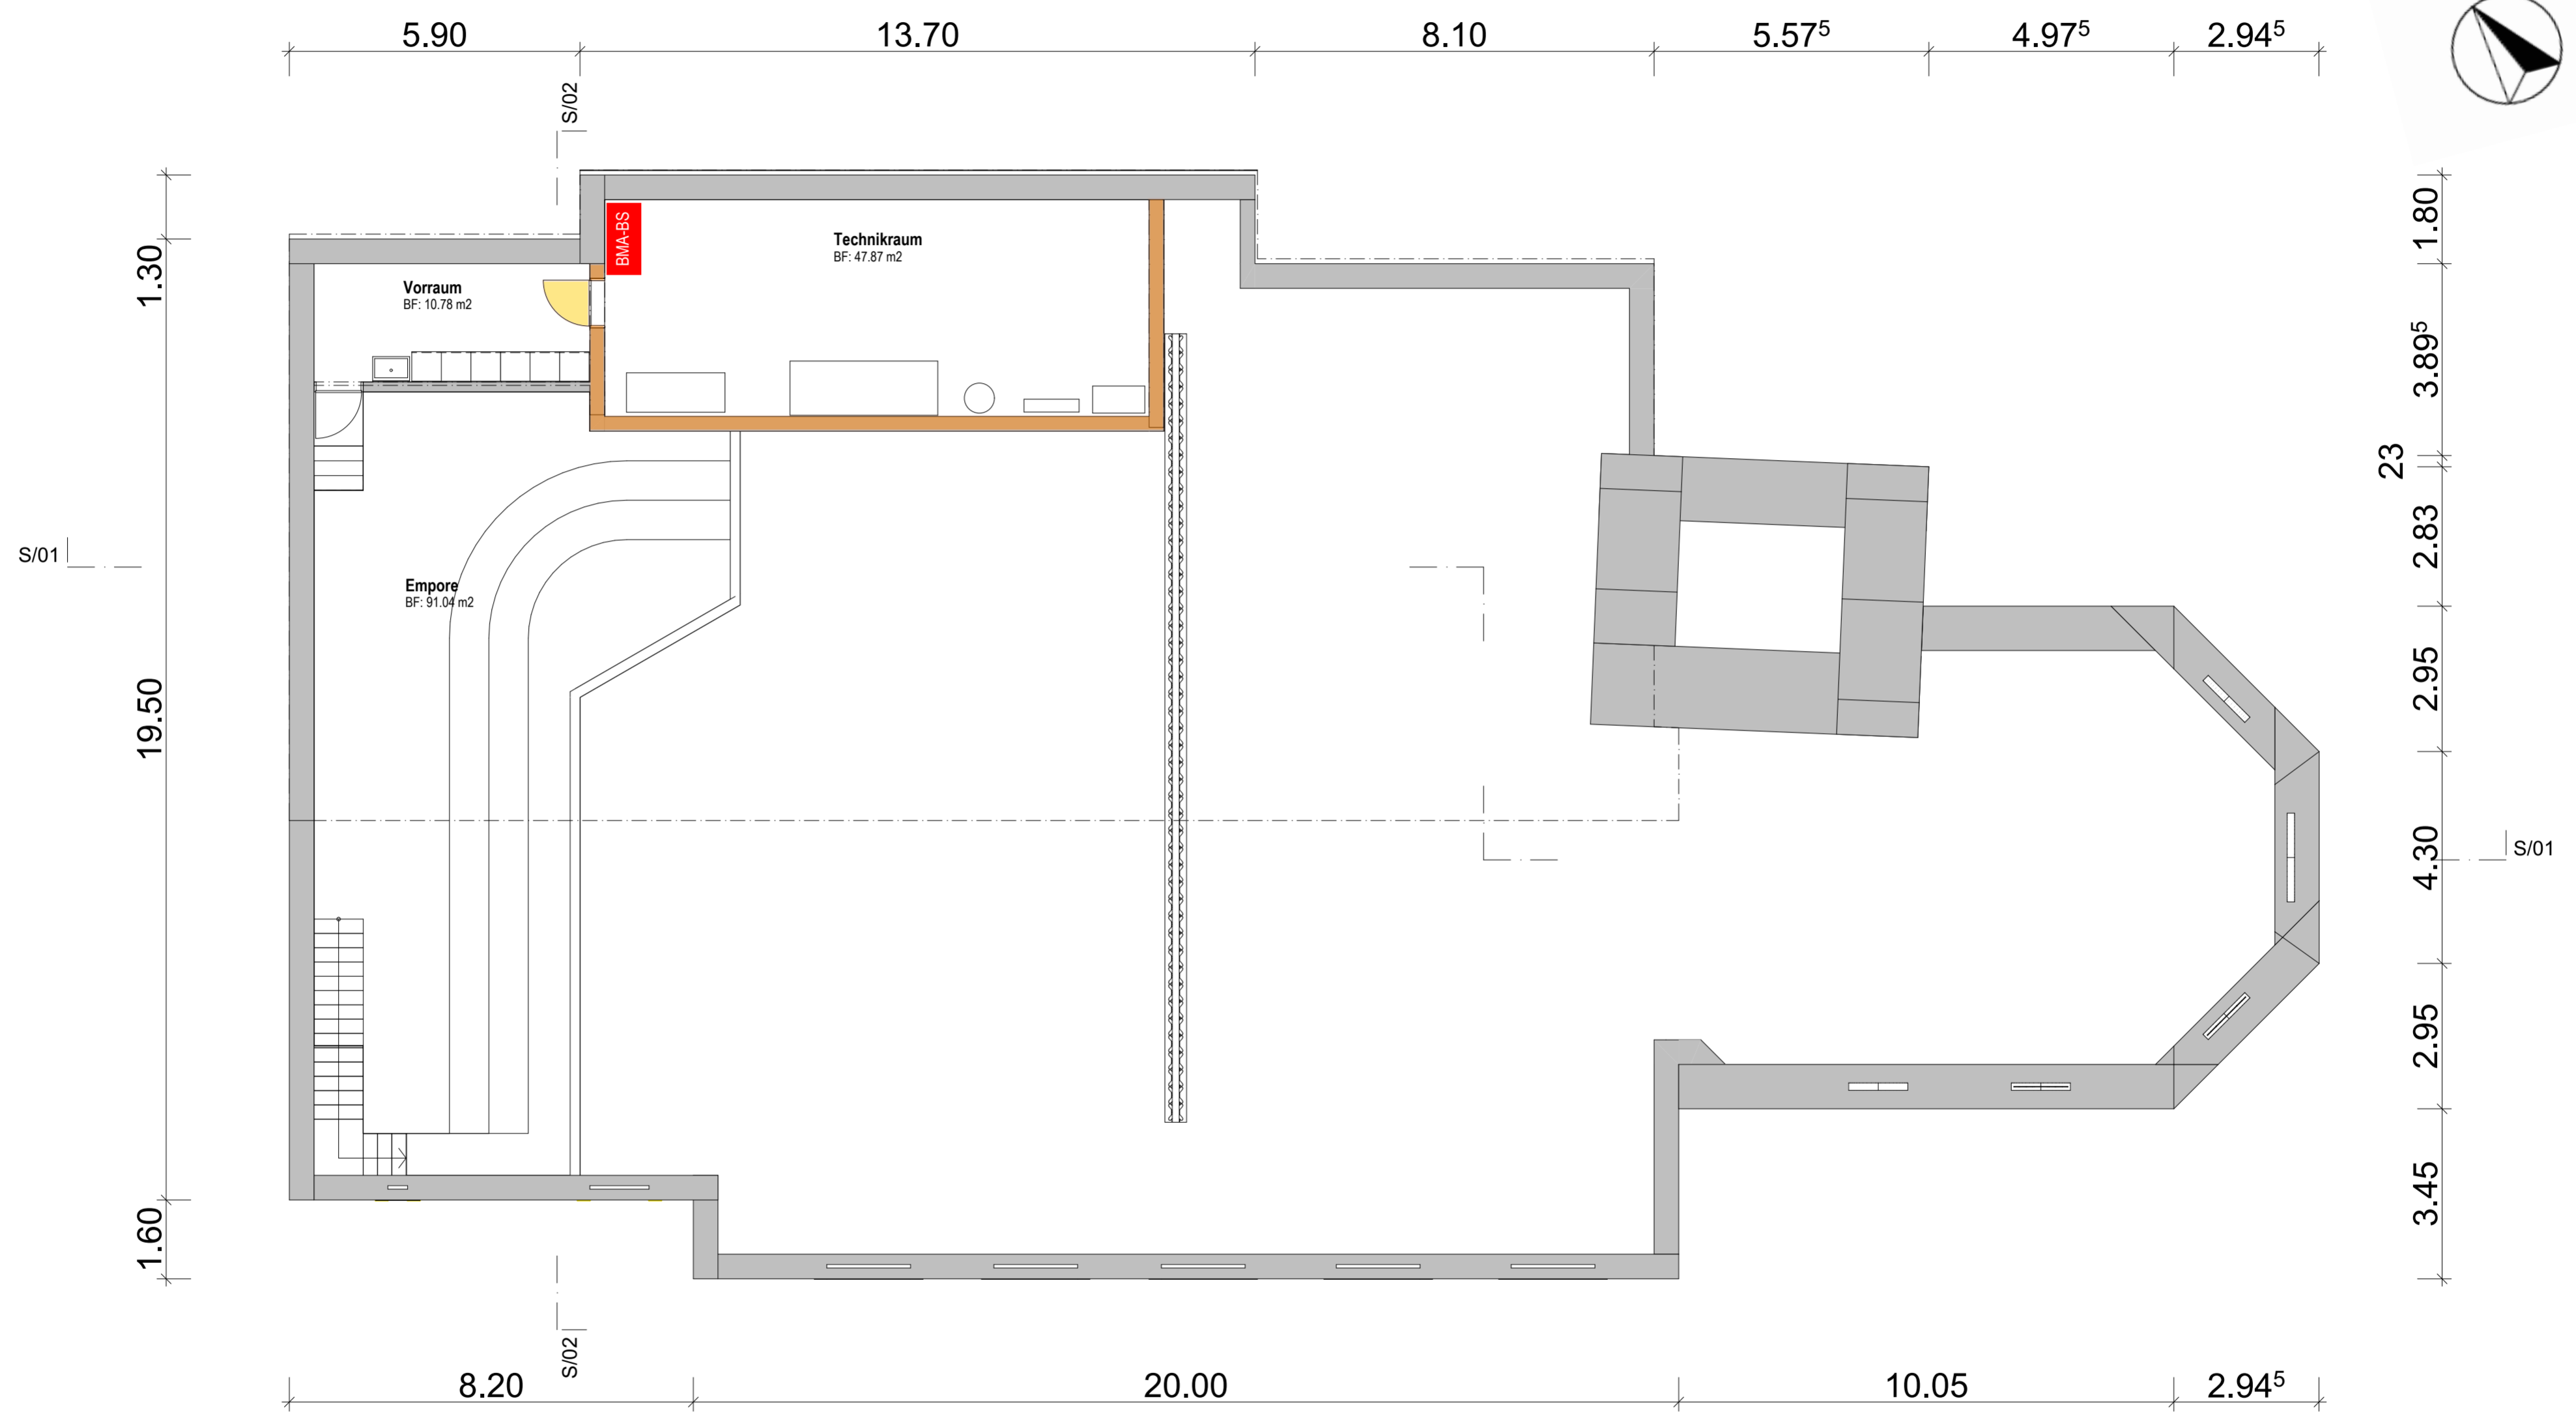 5.90 13.70 8.10 5.57⁵ 4.97⁵ 2.94⁵
S/02
1.80
1.30
BMA-BS
Technikraum
BF: 47.87 m2
Vorraum
BF: 10.78 m2
3.89⁵
23
2.83
S/01
Empore
BF: 91.04 m2
2.95
19.50
4.30
S/01
2.95
3.45
1.60
S/02
8.20 20.00 10.05 2.94⁵